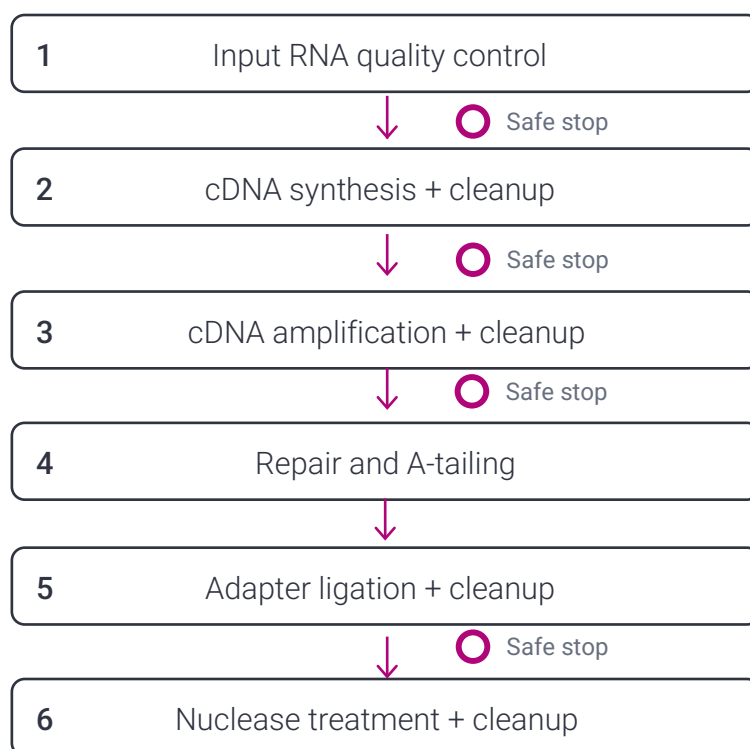 1 Input RNA quality control
Safe stop
2 cDNA synthesis + cleanup
Safe stop
3 cDNA amplification + cleanup
Safe stop
4 Repair and A-tailing
5 Adapter ligation + cleanup
Safe stop
6 Nuclease treatment + cleanup